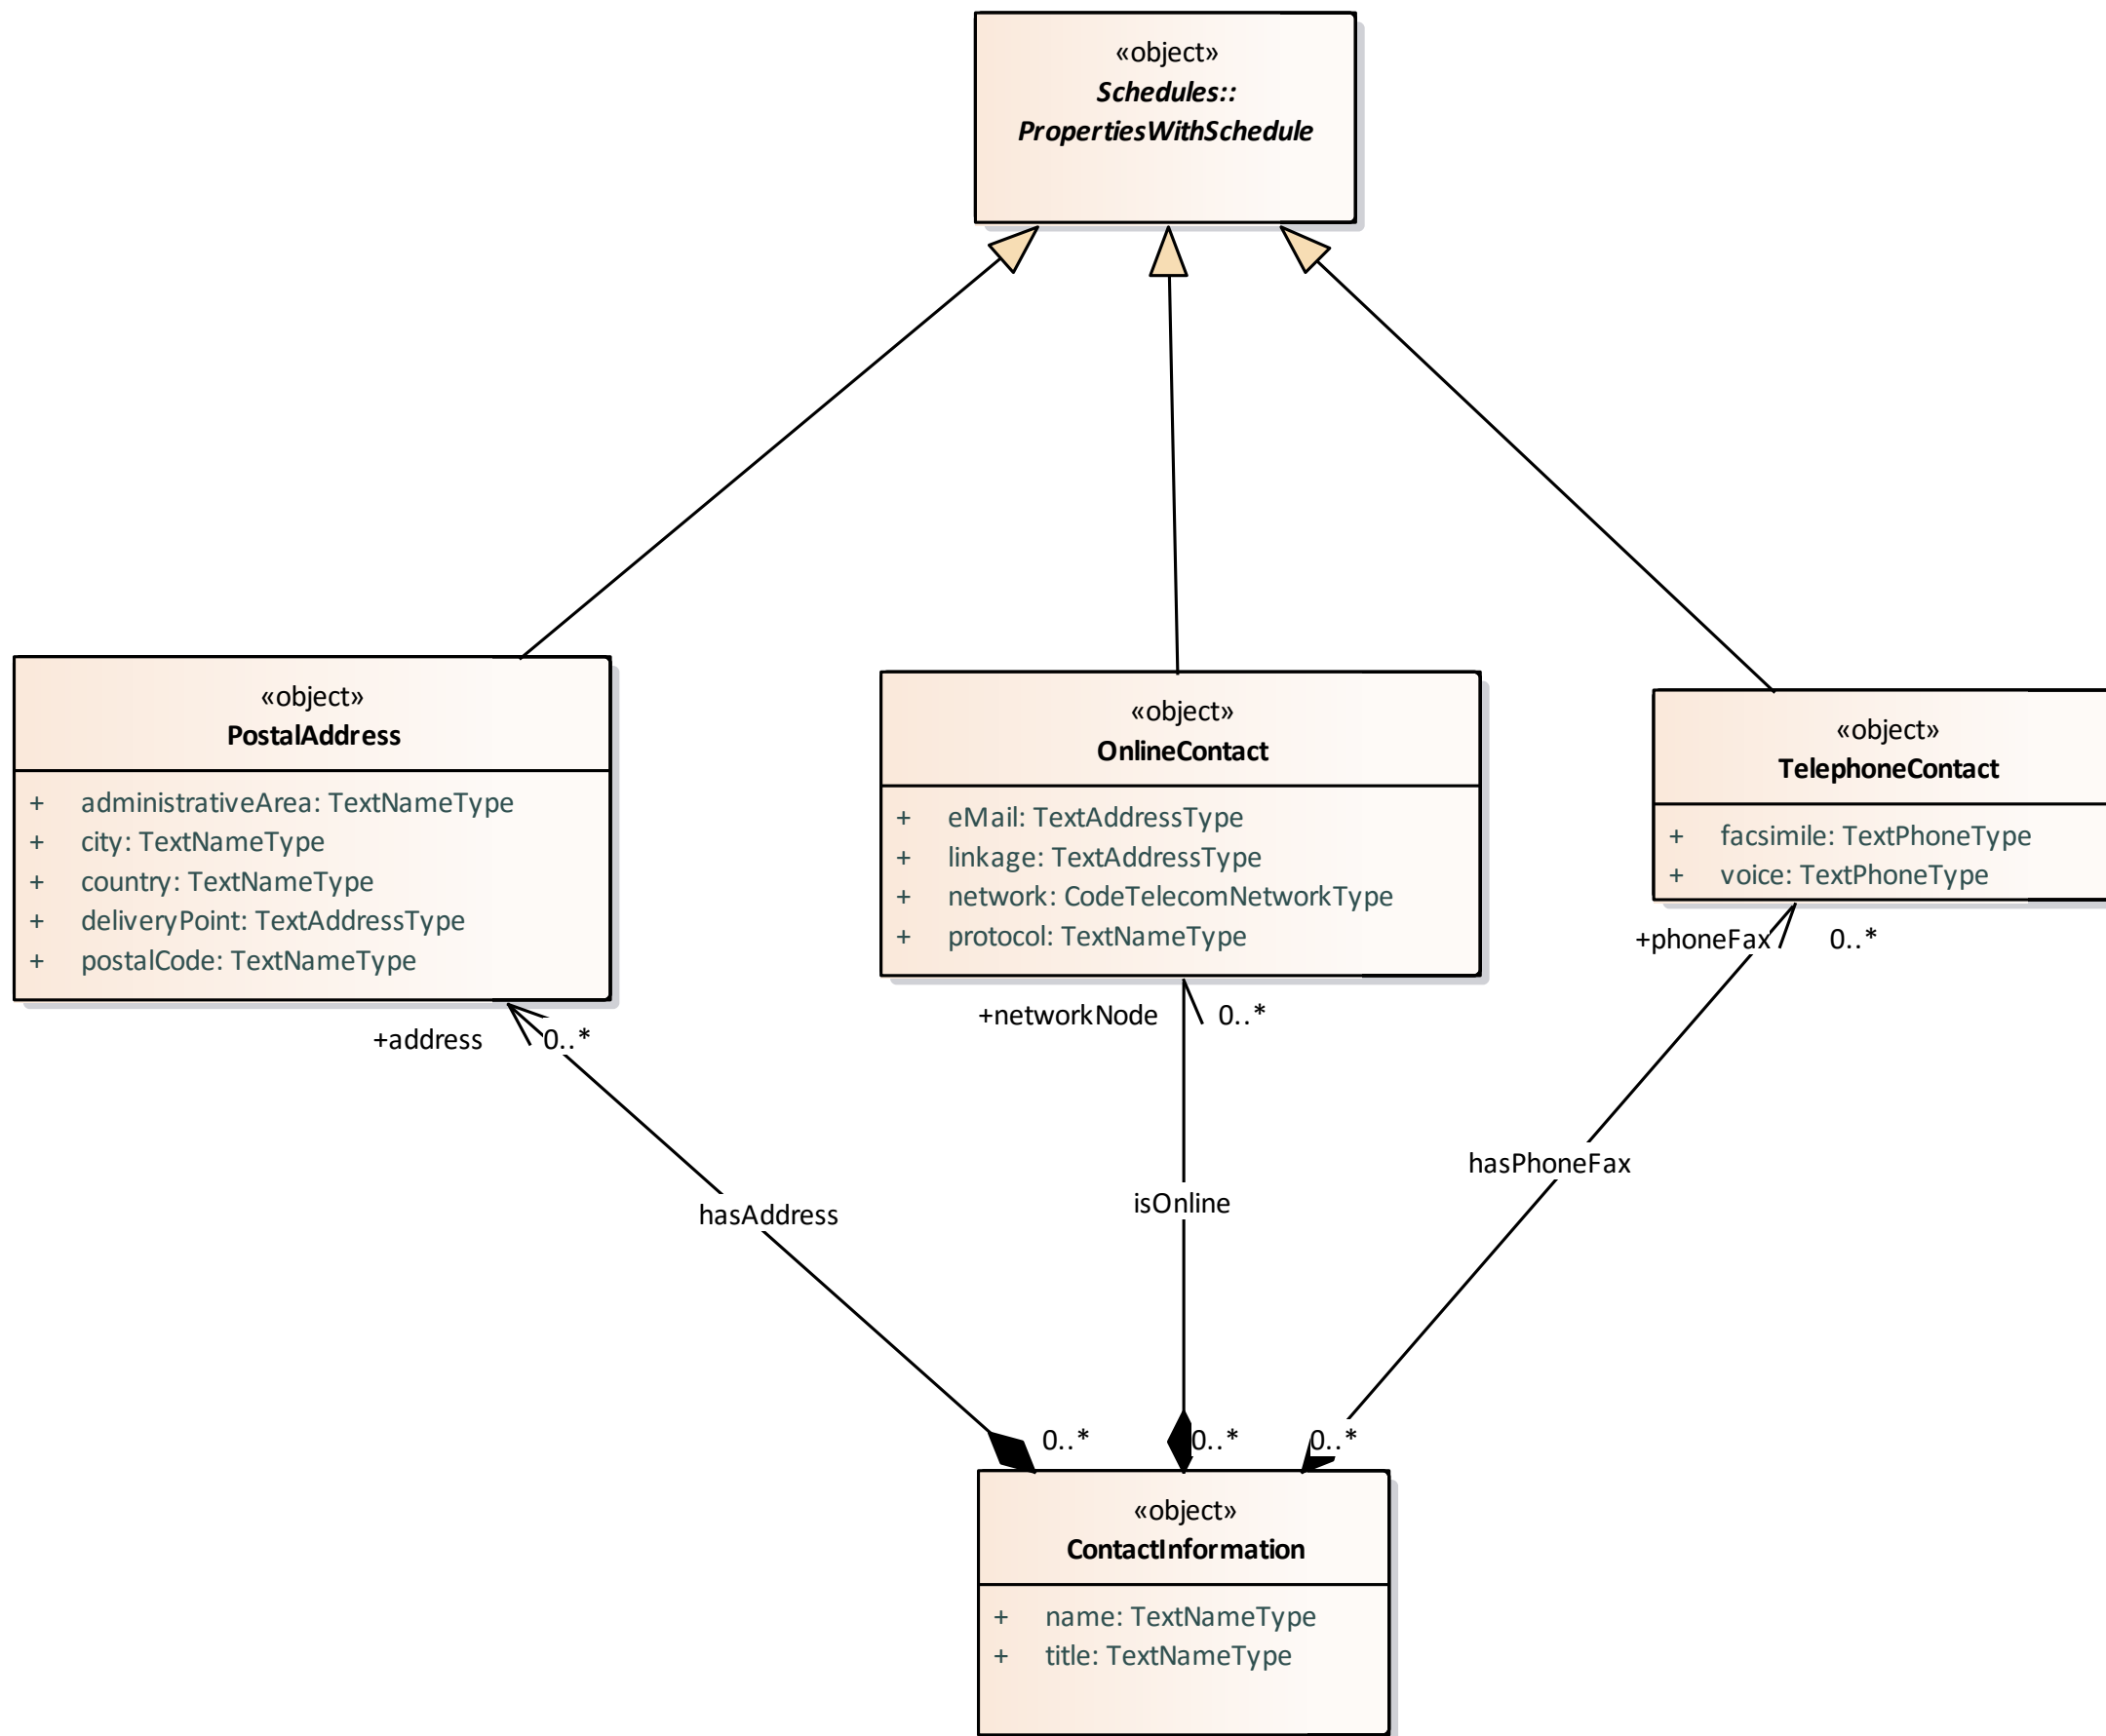 «object»
Schedules::
PropertiesWithSchedule
«object»
PostalAddress
+ administrativeArea: TextNameType
+ city: TextNameType
+ country: TextNameType
+ deliveryPoint: TextAddressType
+ postalCode: TextNameType
«object»
OnlineContact
+ eMail: TextAddressType
+ linkage: TextAddressType
+ network: CodeTelecomNetworkType
+ protocol: TextNameType
«object»
TelephoneContact
+ facsimile: TextPhoneType
+ voice: TextPhoneType
+address 0..*
+networkNode 0..*
+phoneFax 0..*
hasAddress
isOnline
hasPhoneFax
0..*
0..*
0..*
«object»
ContactInformation
+ name: TextNameType
+ title: TextNameType